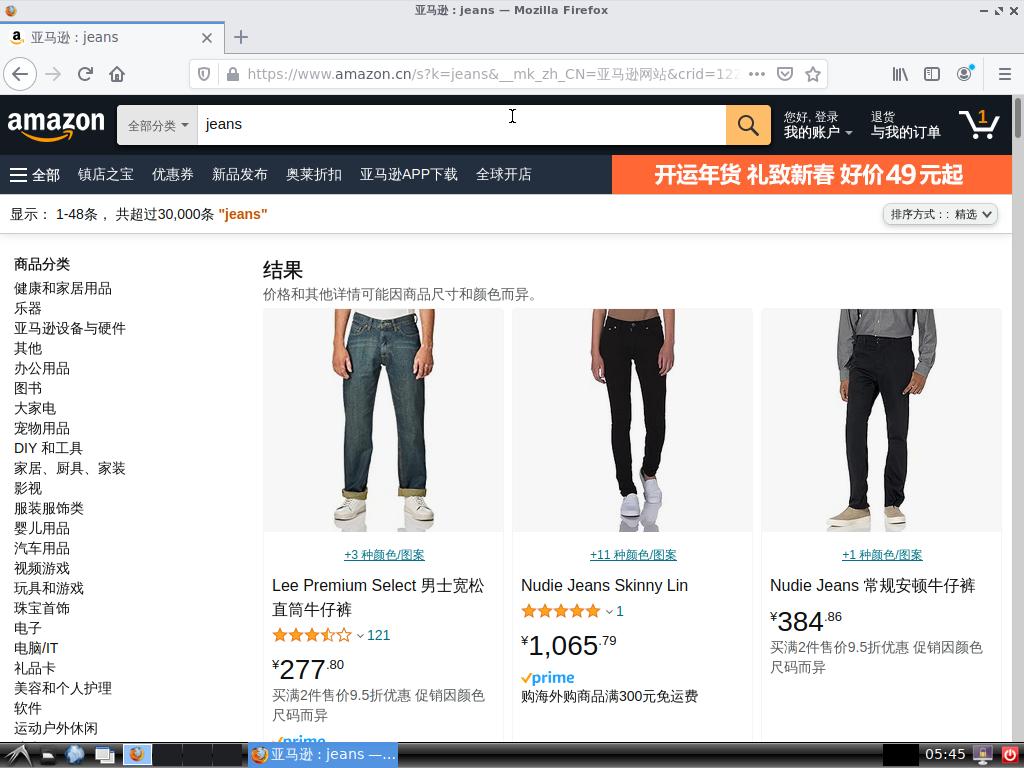 亚马逊 : jeans — Mozilla Firefox
亚马逊 : jeans
https://www.amazon.cn/s?k=jeans&__mk_zh_CN=亚马逊网站&crid=122
amazon
全部分类
jeans
您好, 登录
我的账户
退货
与我的订单
1
全部
镇店之宝
优惠券
新品发布
奥莱折扣
亚马逊APP下载
全球开店
开运年货 礼致新春 好价49元起
显示： 1-48条， 共超过30,000条 "jeans"
排序方式：: 精选
商品分类
健康和家居用品
乐器
亚马逊设备与硬件
其他
办公用品
图书
大家电
宠物用品
DIY 和工具
家居、厨具、家装
影视
服装服饰类
婴儿用品
汽车用品
视频游戏
玩具和游戏
珠宝首饰
电子
电脑/IT
礼品卡
美容和个人护理
软件
运动户外休闲
结果
价格和其他详情可能因商品尺寸和颜色而异。
+3 种颜色/图案
Lee Premium Select 男士宽松
直筒牛仔裤
121
¥277.80
买满2件售价9.5折优惠 促销因颜色
尺码而异
prime
+11 种颜色/图案
Nudie Jeans Skinny Lin
1
¥1,065.79
prime
购海外购商品满300元免运费
+1 种颜色/图案
Nudie Jeans 常规安顿牛仔裤
¥384.86
买满2件售价9.5折优惠 促销因颜色
尺码而异
亚马逊 : jeans —...
05:45